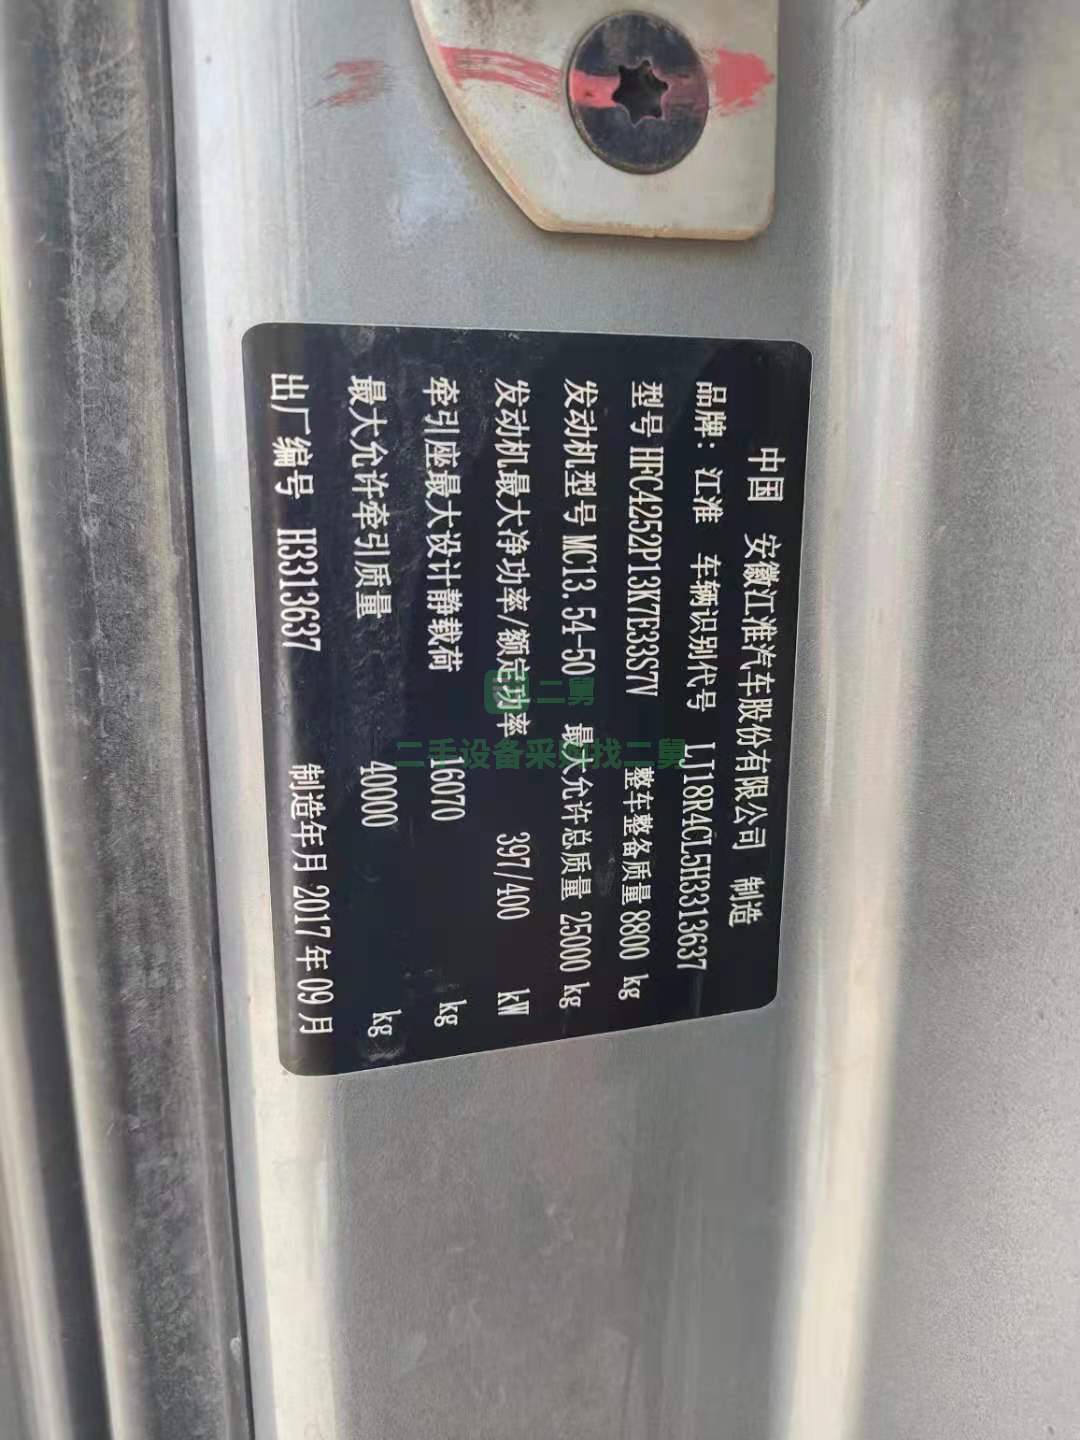 中国 安徽江淮汽车股份有限公司 制造
品牌: 江淮 车辆识别代号 LJ18R4CL5H3313637
型号 HFC4252P13K7E33S7V 整车整备质量 8800 kg
发动机型号 MC13.54-50 最大允许总质量 25000 kg
发动机最大净功率/额定功率 397/400 kW
牵引座最大设计静载荷 16070 kg
最大允许牵引质量 40000 kg
出厂编号 H3313637 制造年月 2017年09月
二舅
二手设备采购找二舅